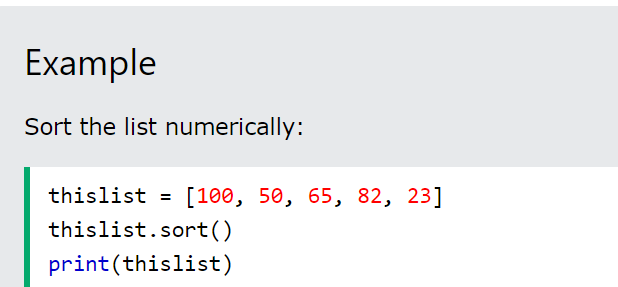 Example
Sort the list numerically:
thislist = [100, 50, 65, 82, 23]
thislist.sort()
print(thislist)